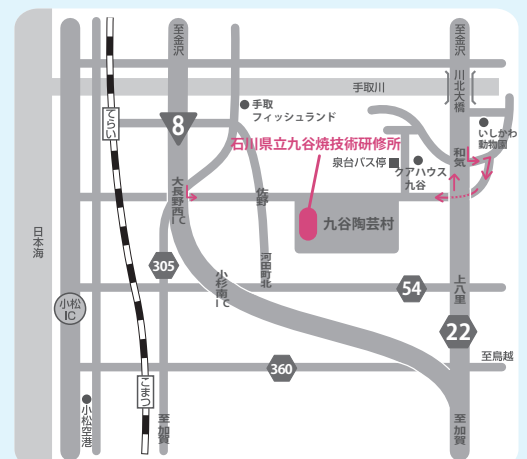 至金沢
至金沢
手取川
川北大橋
手取
フィッシュランド
てらい
8
いしかわ
動物園
石川県立九谷焼技術研修所
和気
泉台バス停
クアハウス
九谷
大長野西IC
佐野
九谷陶芸村
日本海
305
河田町北
小杉南IC
54
上八里
小松
IC
22
至鳥越
360
こまつ
小松空港
至加賀
至加賀